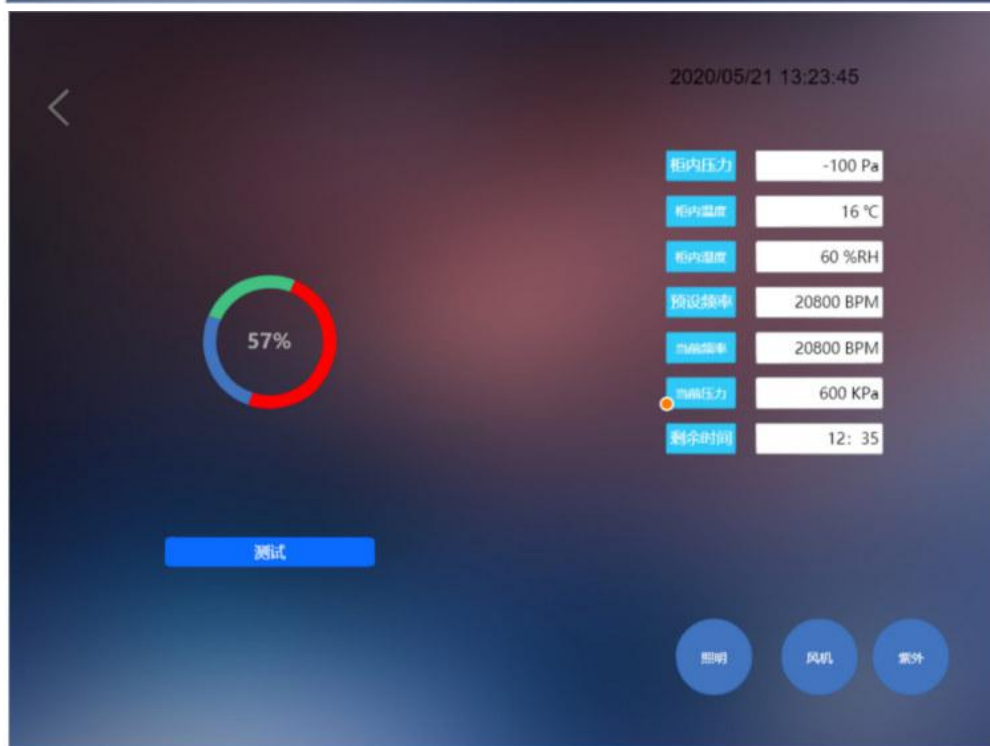 2020/05/21 13:23:45
柜内压力 -100 Pa
柜内温度 16 ℃
柜内湿度 60 %RH
预设频率 20800 BPM
57%
当前频率 20800 BPM
当前压力 600 KPa
剩余时间 12: 35
测试
照明 风机 紫外